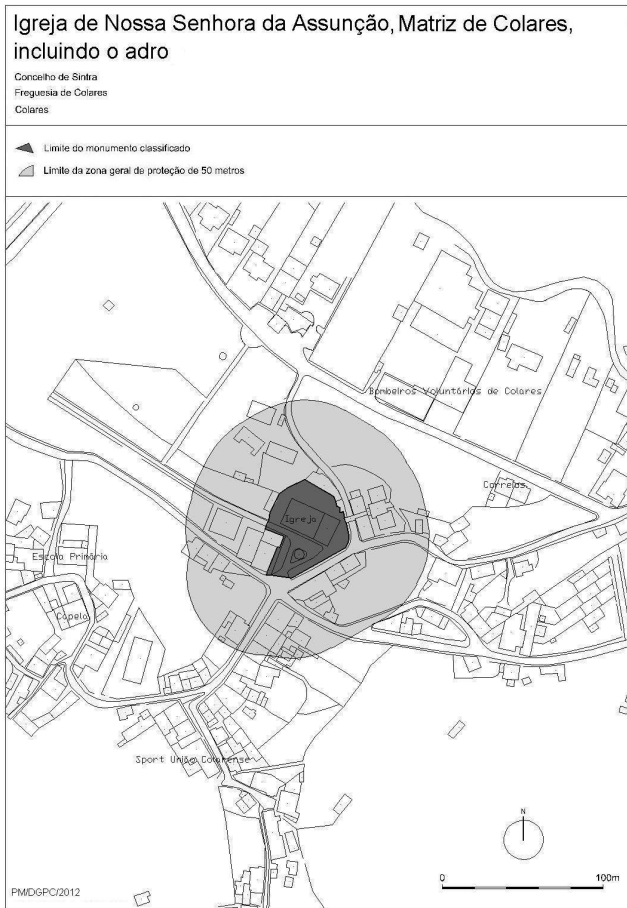 Igreja de Nossa Senhora da Assunção, Matriz de Colares,
incluindo o adro
Concelho de Sintra
Freguesia de Colares
Colares
Limite do monumento classificado
Limite da zona geral de proteção de 50 metros
Bombeiros Voluntários de Colares
Correios
Igreja
Escola Primária
Capela
Sport União Colarense
N
0 100m
PM/DGPC/2012